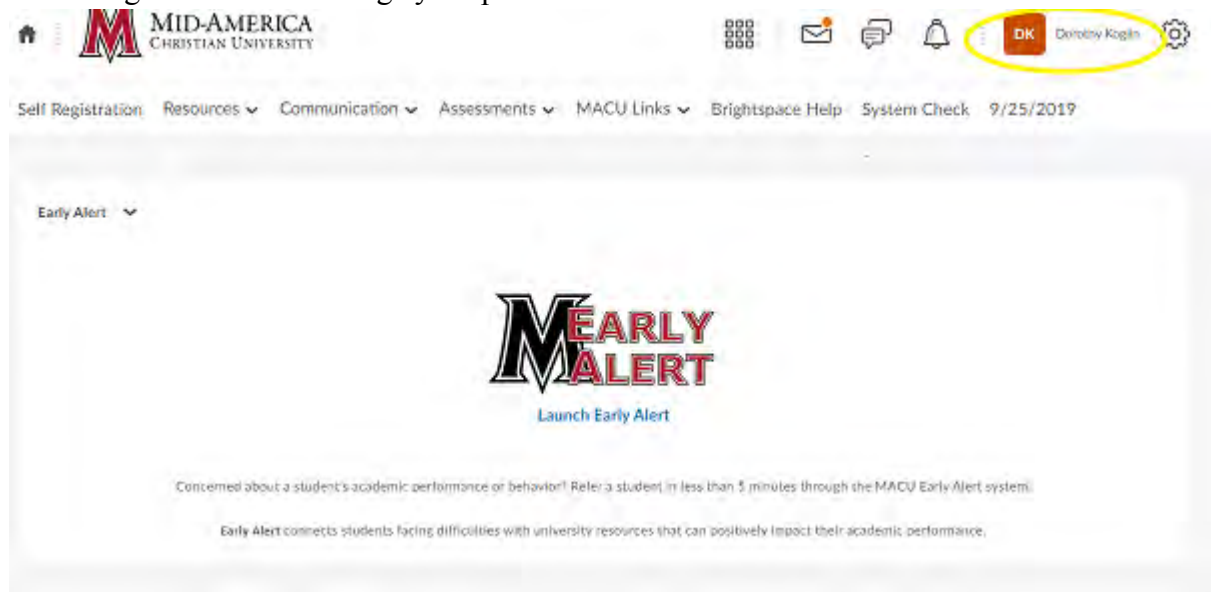 MID-AMERICA
CHRISTIAN UNIVERSITY
DK Dorothy Koglin
Self Registration Resources Communication Assessments MACU Links Brightspace Help System Check 9/25/2019
Early Alert
M EARLY
ALERT
Launch Early Alert
Concerned about a student's academic performance or behavior? Refer a student in less than 5 minutes through the MACU Early Alert system.
Early Alert connects students facing difficulties with university resources that can positively impact their academic performance.